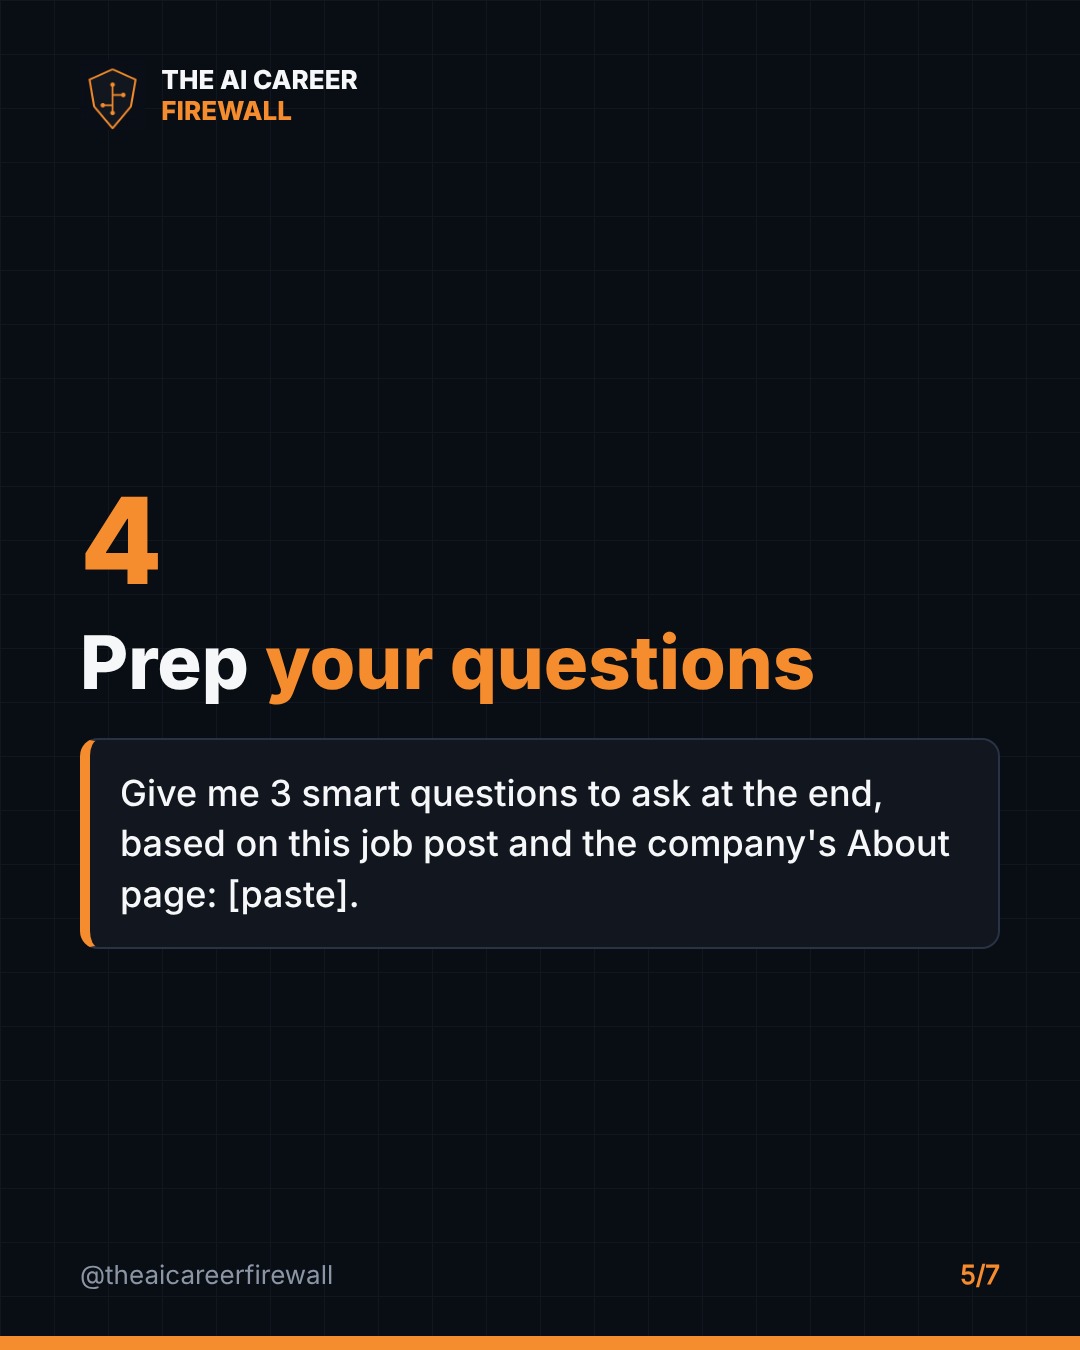 THE AI CAREER
FIREWALL
4
Prep your questions
Give me 3 smart questions to ask at the end,
based on this job post and the company's About
page: [paste].
@theaicareerfirewall
5/7